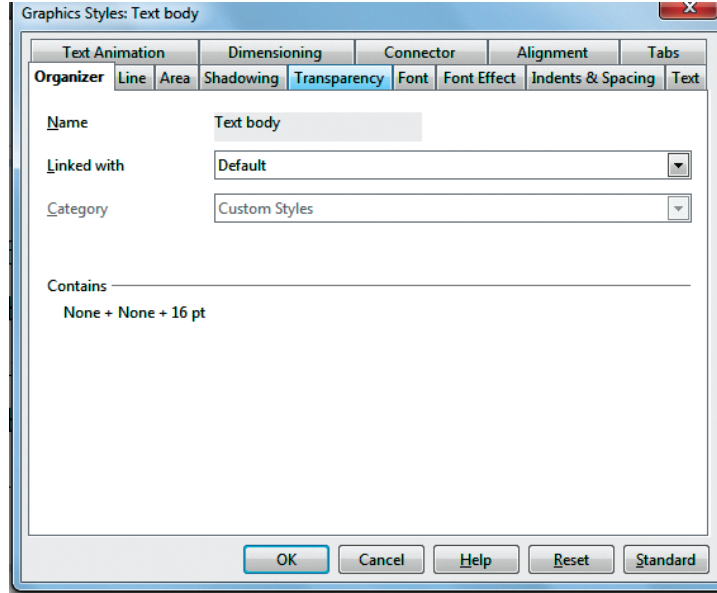 Graphics Styles: Text body
Text Animation Dimensioning Connector Alignment Tabs
Organizer Line Area Shadowing Transparency Font Font Effect Indents & Spacing Text
Name Text body
Linked with Default
Category Custom Styles
Contains
None + None + 16 pt
OK Cancel Help Reset Standard